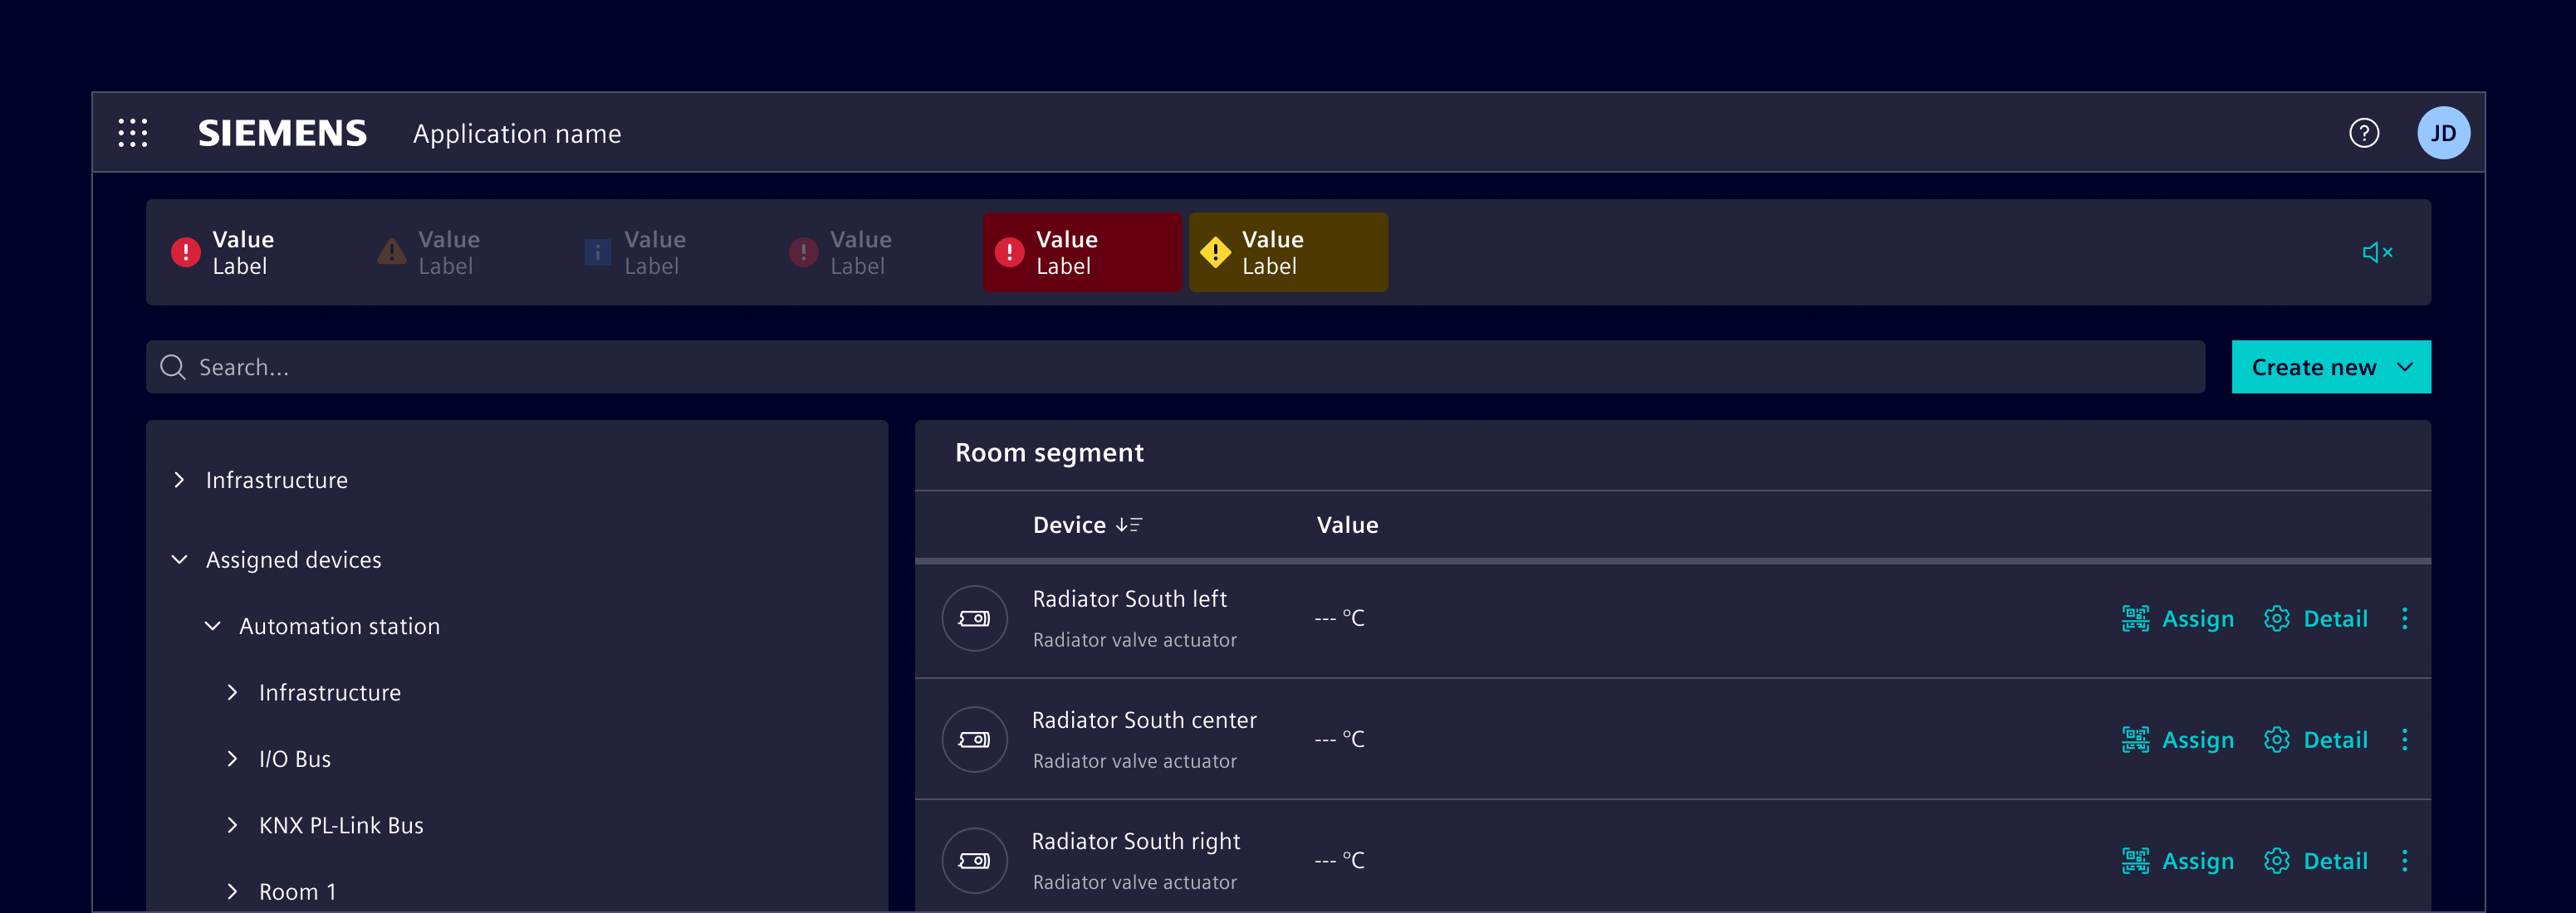 SIEMENS Application name ? JD
Value Value Value Value Value Value
Label Label Label Label Label Label
Search... Create new
Infrastructure
Assigned devices
Automation station
Infrastructure
I/O Bus
KNX PL-Link Bus
Room 1
Room segment
Device Value
Radiator South left
Radiator valve actuator
--- °C Assign Detail
Radiator South center
Radiator valve actuator
--- °C Assign Detail
Radiator South right
Radiator valve actuator
--- °C Assign Detail